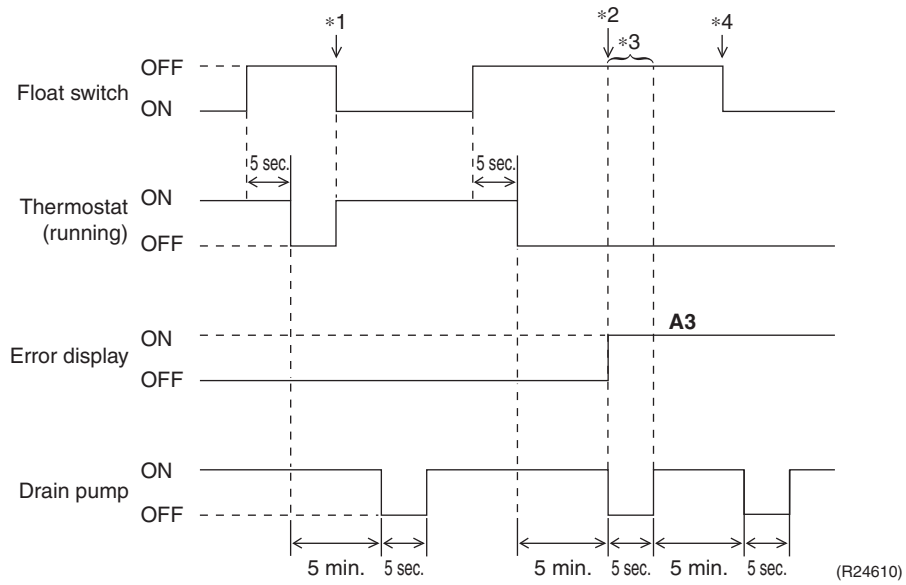 *1
*2
*3
*4
OFF
Float switch
ON
5 sec.
5 sec.
ON
Thermostat
(running)
OFF
A3
ON
Error display
OFF
ON
Drain pump
OFF
5 min.
5 sec.
5 min.
5 sec.
5 min.
5 sec.
(R24610)